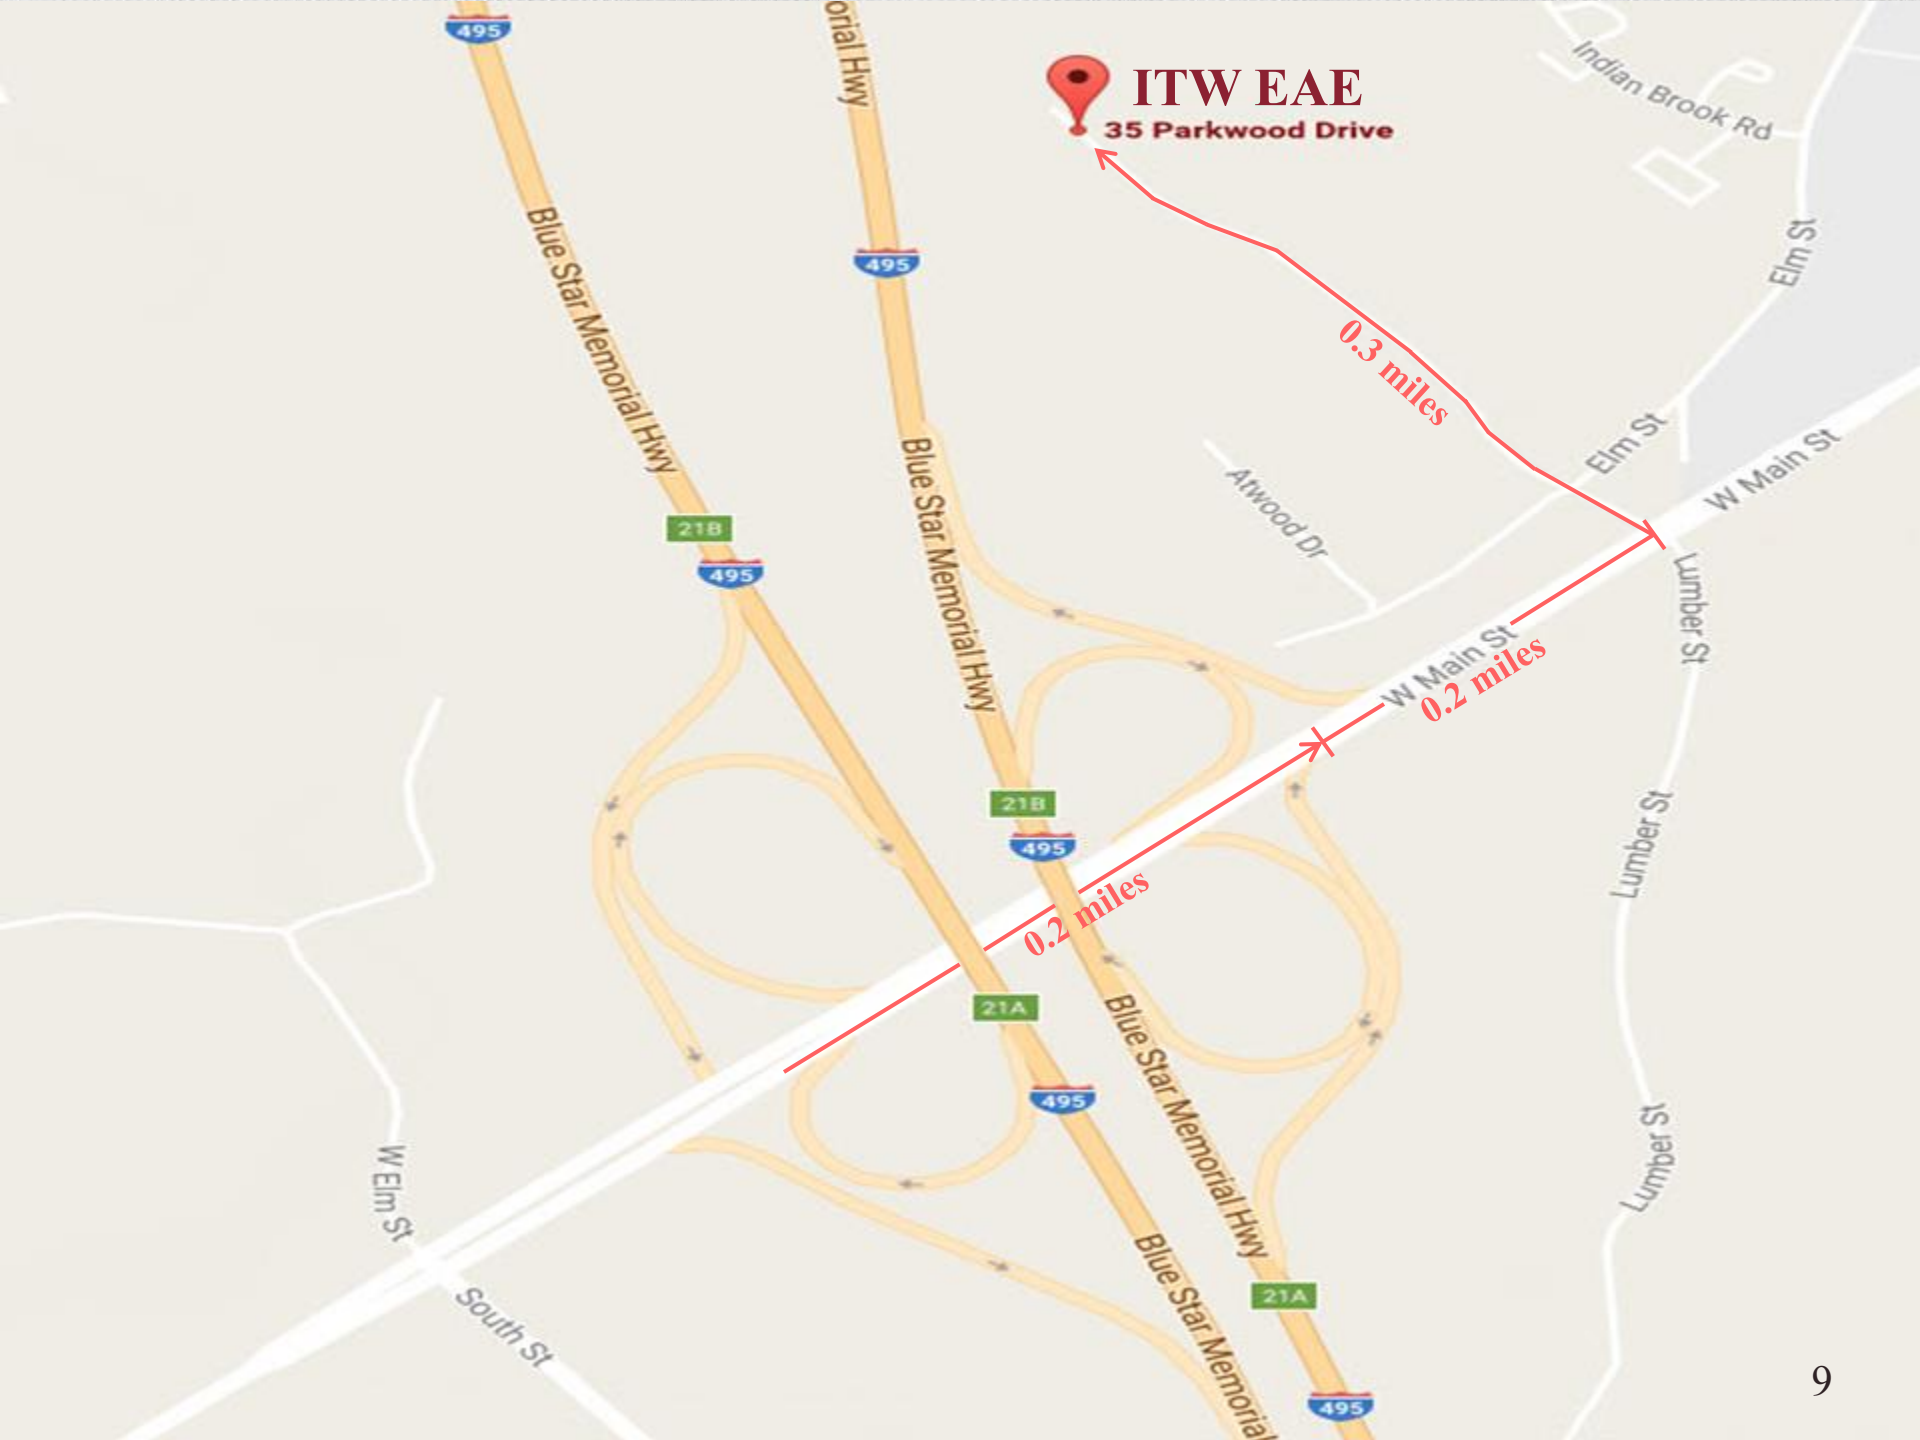 495
orial Hwy
ITW EAE
35 Parkwood Drive
Indian Brook Rd
Blue Star Memorial Hwy
495
Elm St
0.3 miles
Elm St
W Main St
Blue Star Memorial Hwy
Atwood Dr
21B
495
Lumber St
W Main St
0.2 miles
21B
495
Lumber St
0.2 miles
21A
Blue Star Memorial Hwy
495
Lumber St
W Elm St
Blue Star Memorial
South St
21A
495
9